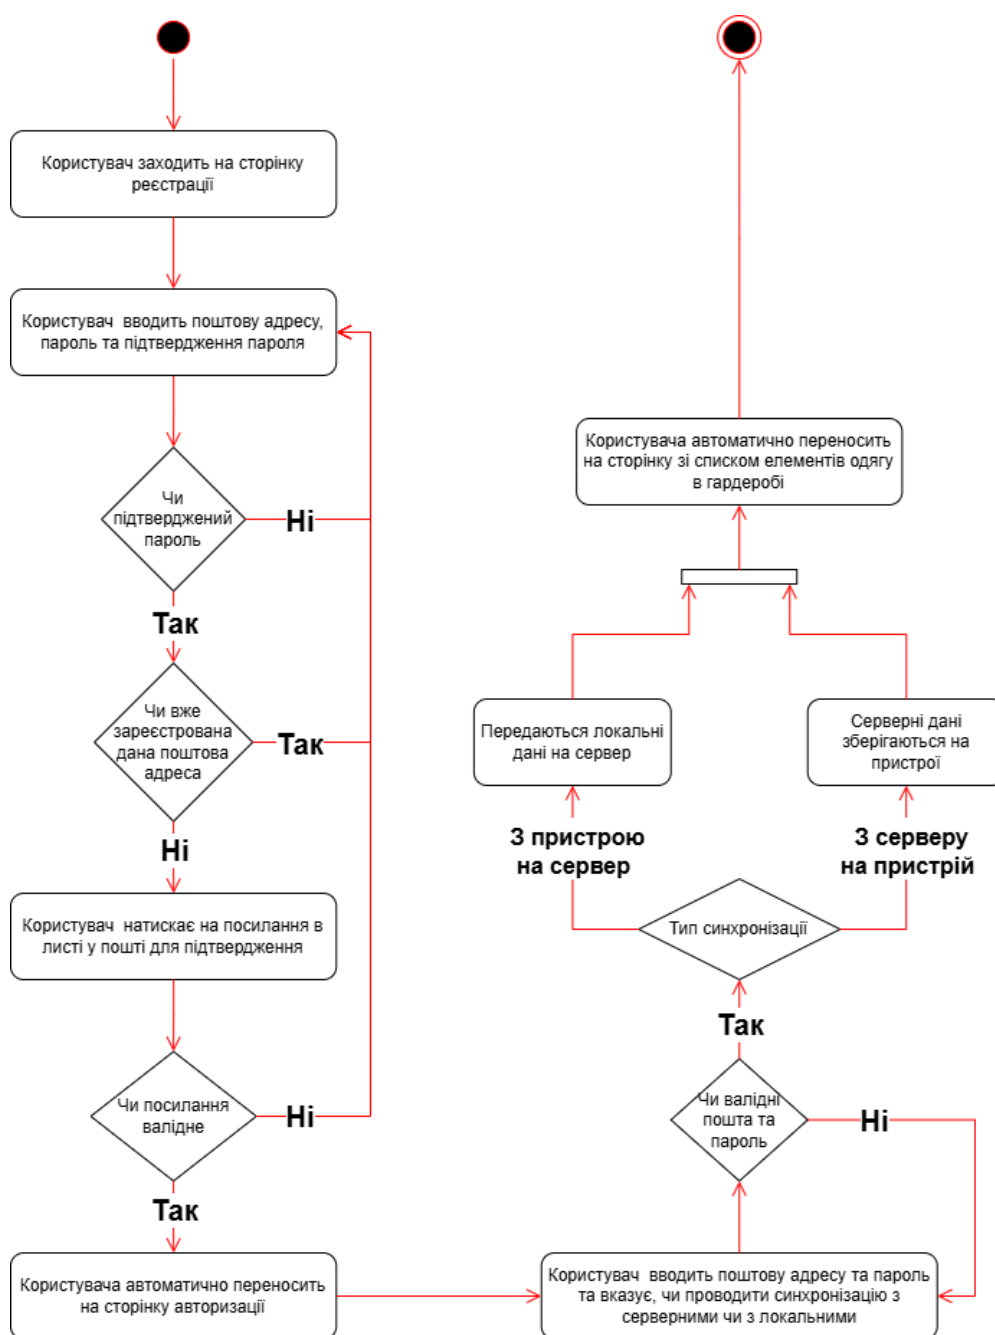 Користувач заходить на сторінку
реєстрації
Користувач вводить поштову адресу,
пароль та підтвердження пароля
Чи
підтверджений
пароль
Ні
Так
Чи вже
зареєстрована
дана поштова
адреса
Так
Ні
Користувач натискає на посилання в
листі у пошті для підтвердження
Чи посилання
валідне
Ні
Так
Користувача автоматично переносить
на сторінку авторизації
Користувач вводить поштову адресу та пароль
та вказує, чи проводити синхронізацію з
серверними чи з локальними
Чи валідні
пошта та
пароль
Ні
Так
Тип синхронізації
З пристрою
на сервер
З серверу
на пристрій
Передаються локальні
дані на сервер
Серверні дані
зберігаються на
пристрої
Користувача автоматично переносить
на сторінку зі списком елементів одягу
в гардеробі